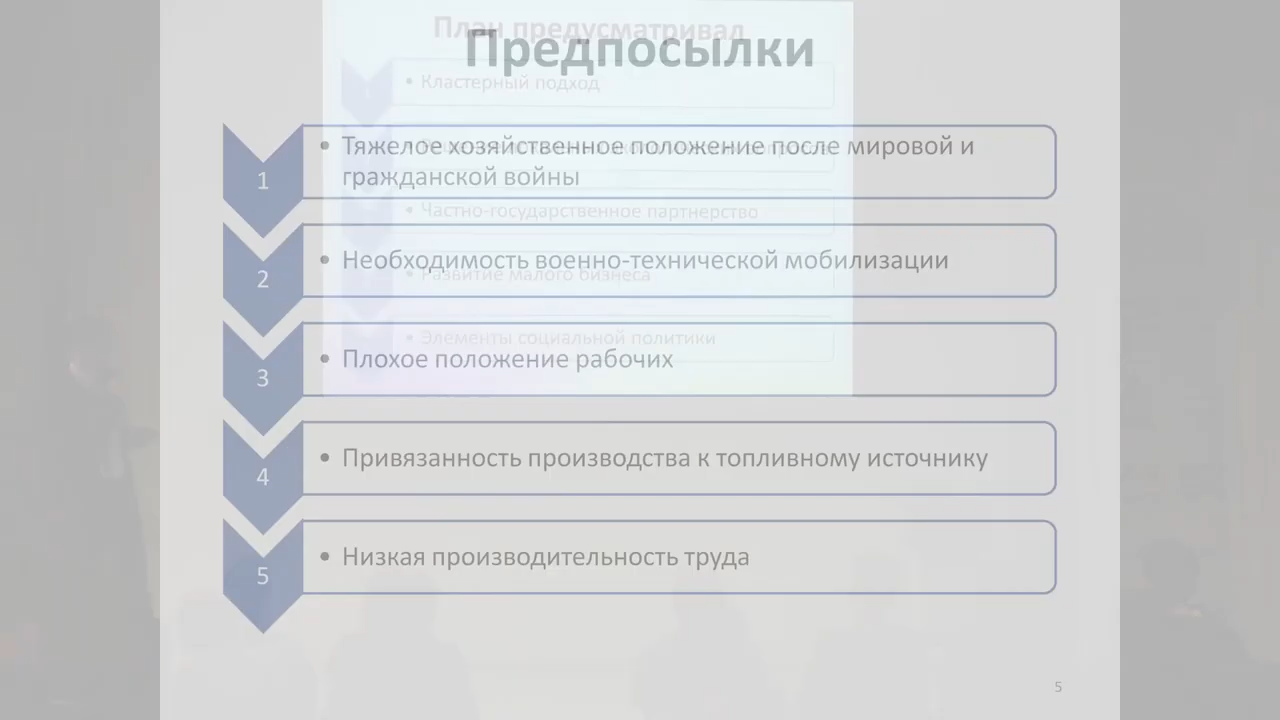 План предусматривал
Предпосылки
• Кластерный подход
1
• Тяжелое хозяйственное положение после мировой и
гражданской войны
• Частно-государственное партнерство
2
• Необходимость военно-технической мобилизации
• Развитие малого бизнеса
• Элементы социальной политики
3
• Плохое положение рабочих
4
• Привязанность производства к топливному источнику
5
• Низкая производительность труда
5